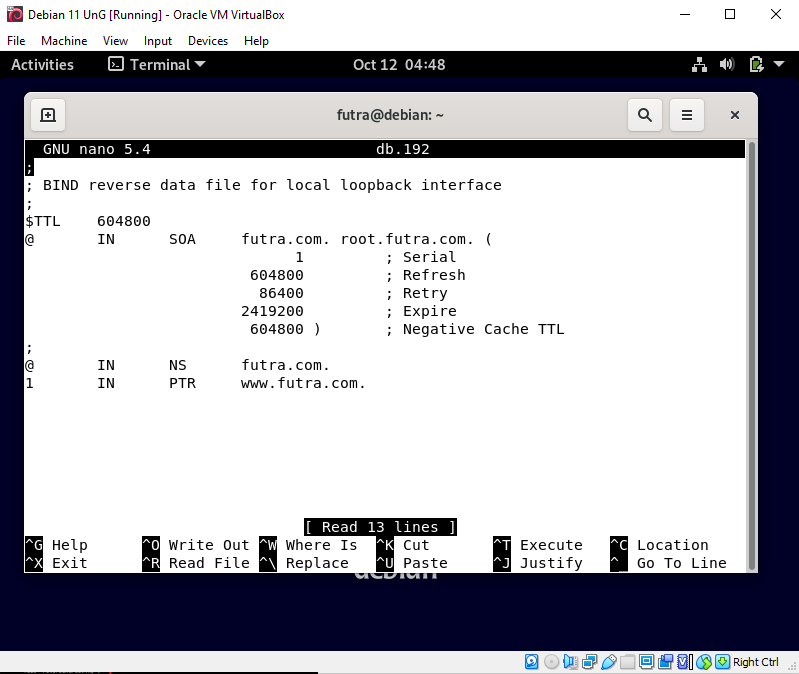 Debian 11 UnG [Running] - Oracle VM VirtualBox
File Machine View Input Devices Help
Activities Terminal Oct 12 04:48
futra@debian: ~
GNU nano 5.4 db.192
;
; BIND reverse data file for local loopback interface
;
$TTL 604800
@ IN SOA futra.com. root.futra.com. (
1 ; Serial
604800 ; Refresh
86400 ; Retry
2419200 ; Expire
604800 ) ; Negative Cache TTL
;
@ IN NS futra.com.
1 IN PTR www.futra.com.
[ Read 13 lines ]
^G Help ^O Write Out ^W Where Is ^K Cut ^T Execute ^C Location
^X Exit ^R Read File ^\ Replace ^U Paste ^J Justify ^_ Go To Line
debian
Right Ctrl